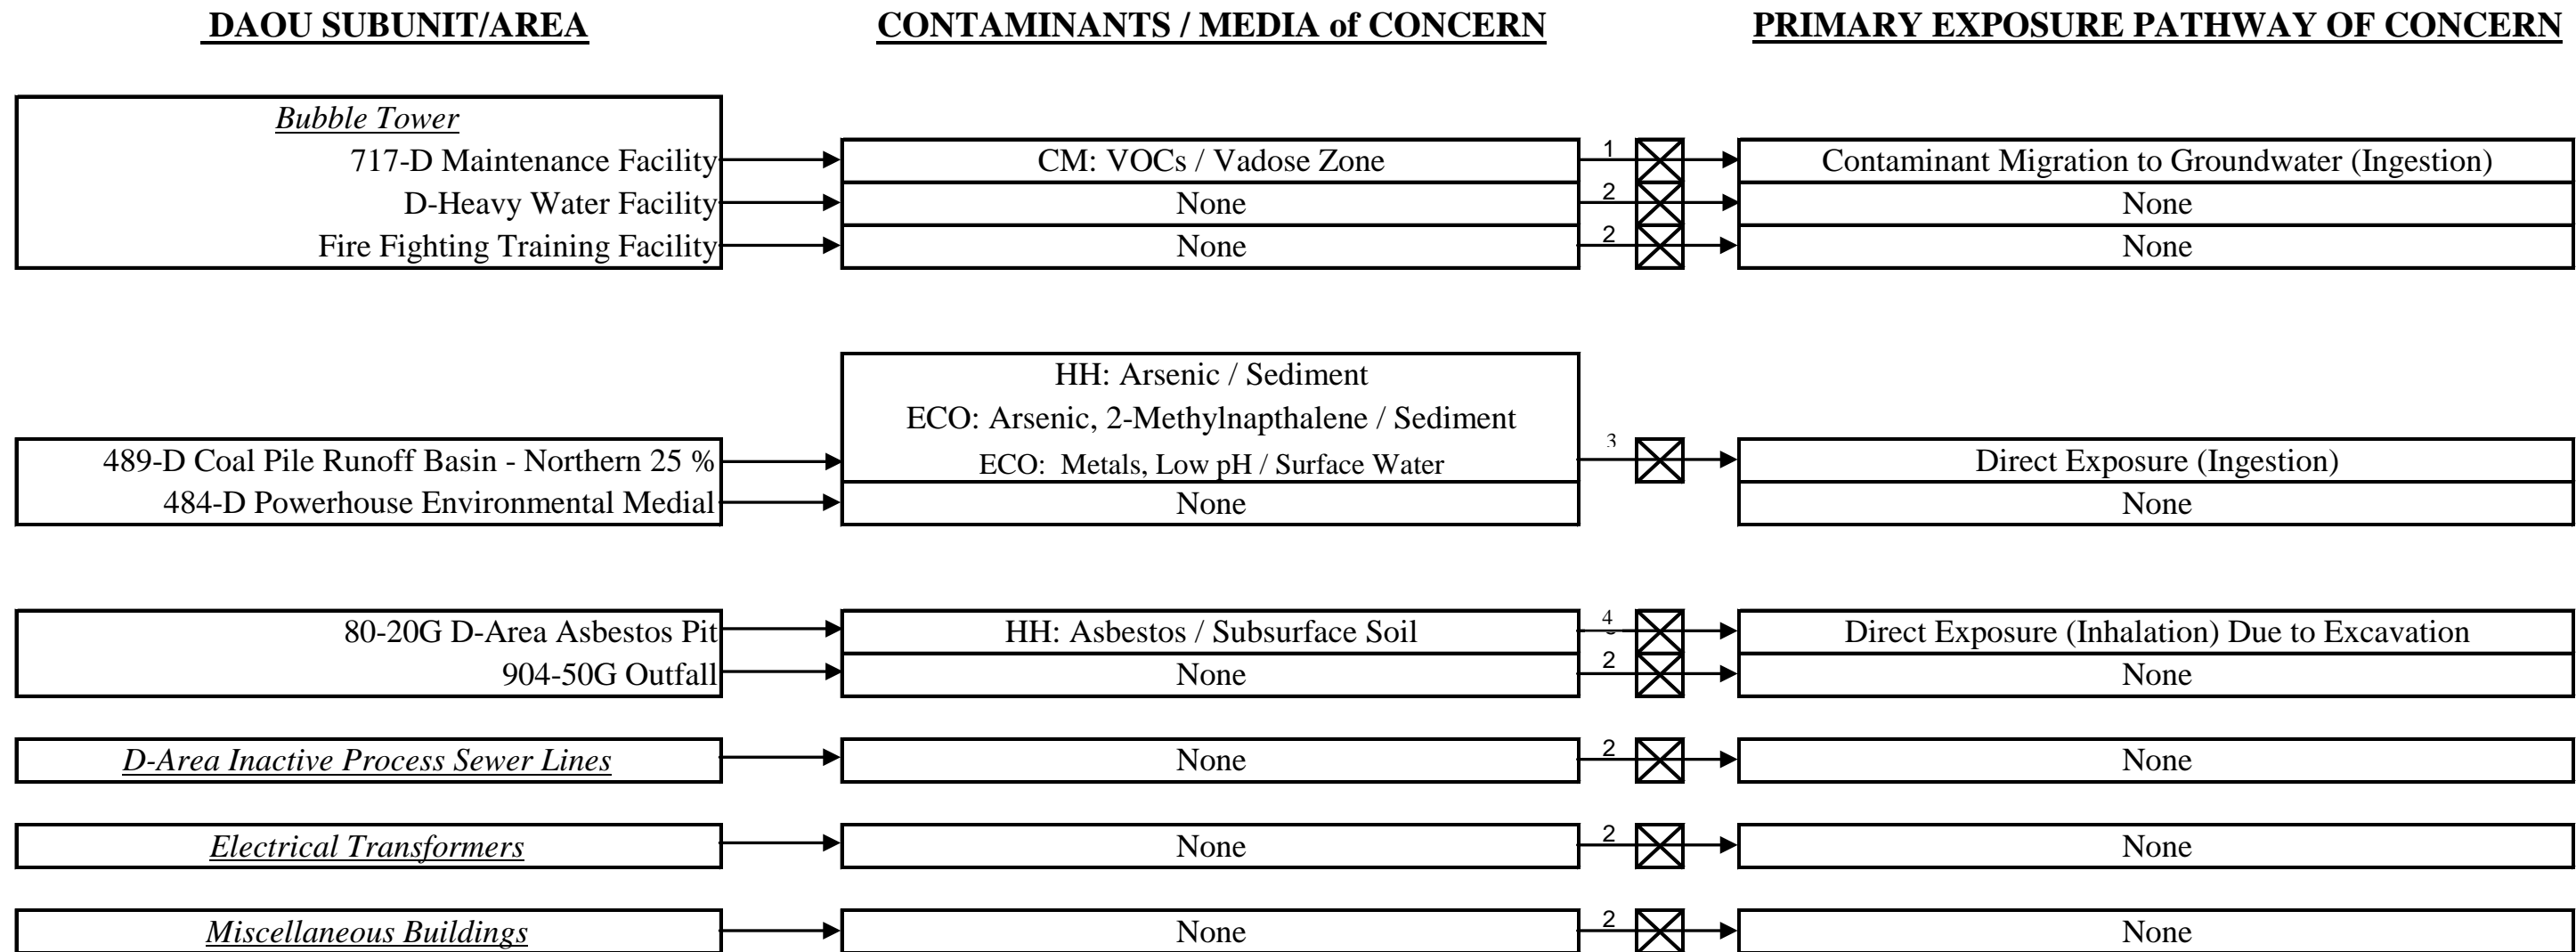 DAOU SUBUNIT/AREA
CONTAMINANTS / MEDIA of CONCERN
PRIMARY EXPOSURE PATHWAY OF CONCERN
Bubble Tower
717-D Maintenance Facility
CM: VOCs / Vadose Zone
1
Contaminant Migration to Groundwater (Ingestion)
D-Heavy Water Facility
None
2
None
Fire Fighting Training Facility
None
2
None
HH: Arsenic / Sediment
ECO: Arsenic, 2-Methylnapthalene / Sediment
489-D Coal Pile Runoff Basin - Northern 25 %
ECO: Metals, Low pH / Surface Water
3
Direct Exposure (Ingestion)
484-D Powerhouse Environmental Medial
None
None
80-20G D-Area Asbestos Pit
HH: Asbestos / Subsurface Soil
4
Direct Exposure (Inhalation) Due to Excavation
904-50G Outfall
None
2
None
D-Area Inactive Process Sewer Lines
None
2
None
Electrical Transformers
None
2
None
Miscellaneous Buildings
None
2
None